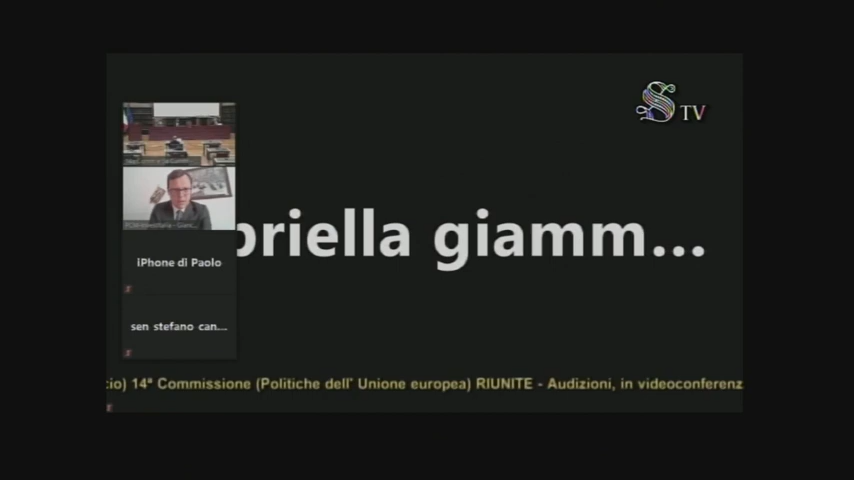 S TV
briella giamm...
iPhone di Paolo
sen stefano can...
io) 14ª Commissione (Politiche dell' Unione europea) RIUNITE - Audizioni, in videoconferenz